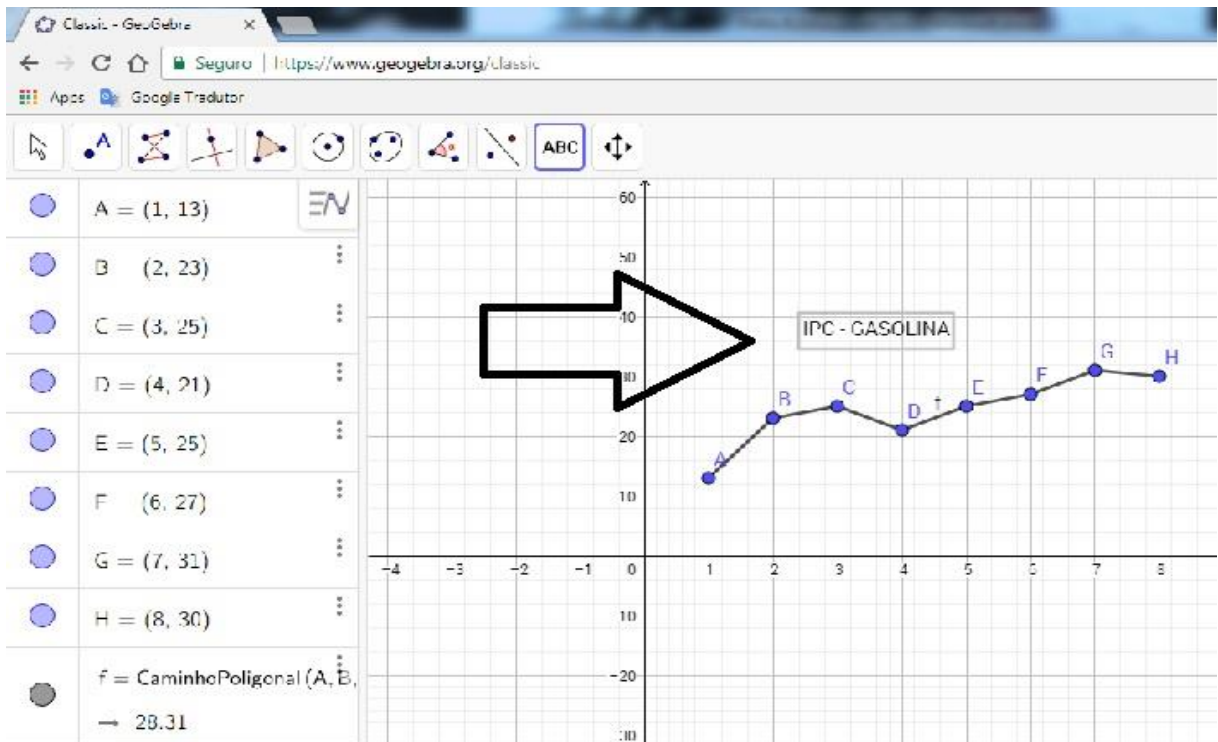 Classic - GeoGebra
Seguro | https://www.geogebra.org/classic
Apps Google Tradutor
A
ABC
A = (1, 13)
B (2, 23)
C = (3, 25)
D = (4, 21)
E = (5, 25)
F (6, 27)
G = (7, 31)
H = (8, 30)
f = CaminhoPoligonal (A, B,
→ 28.31
60
50
40
30
20
10
IPC - GASOLINA
A
B
C
D
f
E
F
G
H
-4 -3 -2 -1 0 1 2 3 4 5 6 7 8
10
-20
30